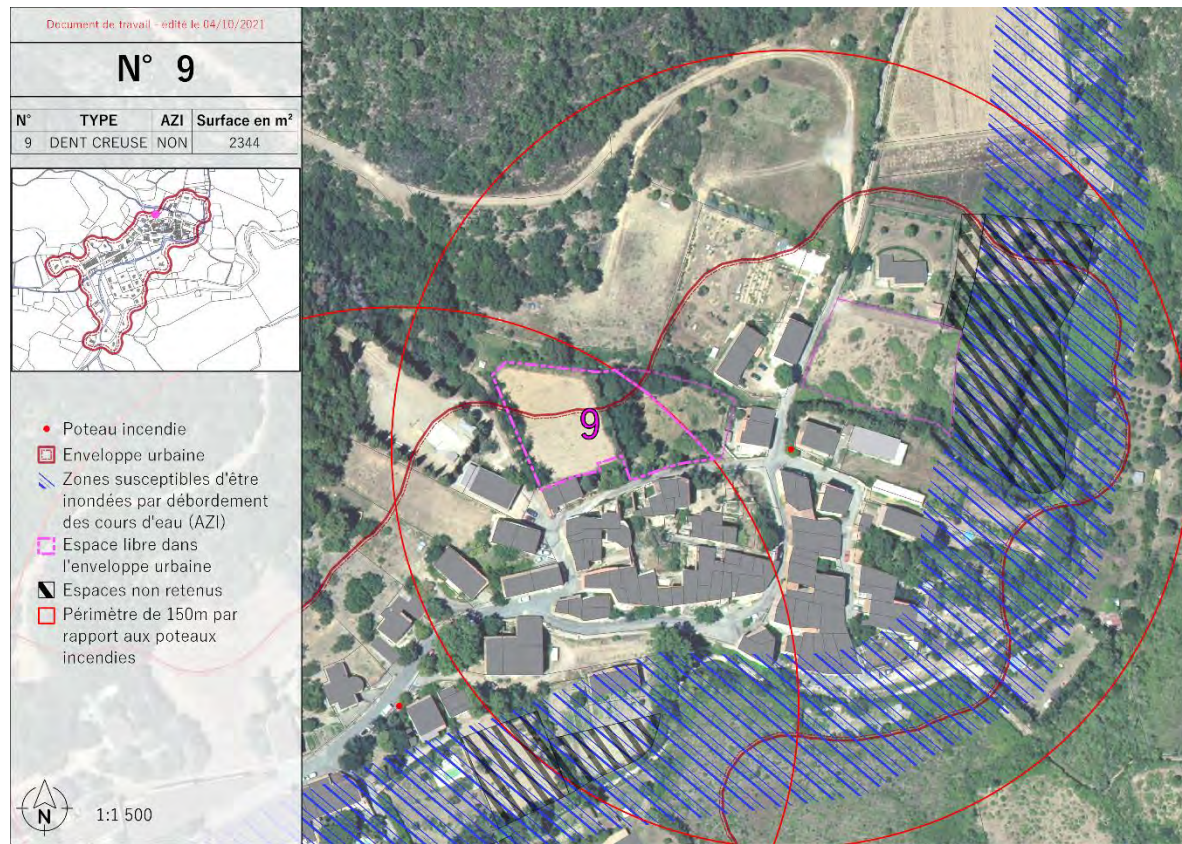 Document de travail - edité le 04/10/2021
N° 9
N° TYPE AZI Surface en m²
9 DENT CREUSE NON 2344
9
Poteau incendie
Enveloppe urbaine
Zones susceptibles d'être
inondées par débordement
des cours d'eau (AZI)
Espace libre dans
l'enveloppe urbaine
Espaces non retenus
Périmètre de 150m par
rapport aux poteaux
incendies
N
1:1 500